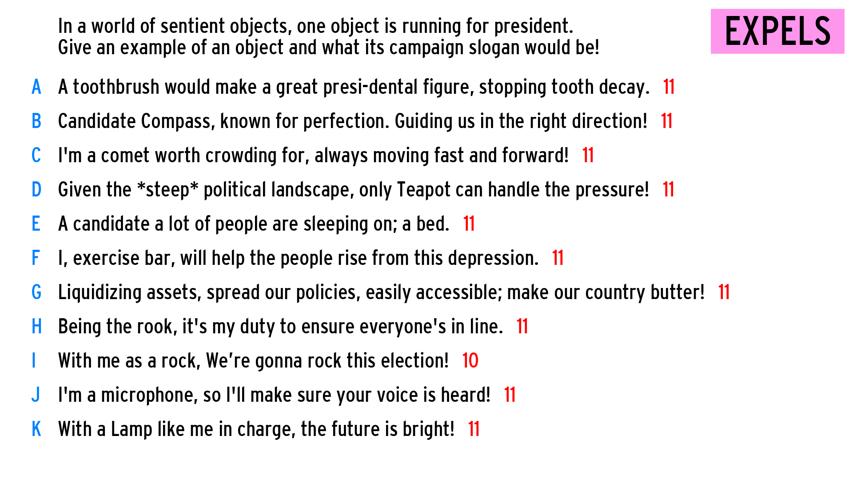 In a world of sentient objects, one object is running for president.
Give an example of an object and what its campaign slogan would be!
EXPELS
A A toothbrush would make a great presi-dental figure, stopping tooth decay. 11
B Candidate Compass, known for perfection. Guiding us in the right direction! 11
C I'm a comet worth crowding for, always moving fast and forward! 11
D Given the *steep* political landscape, only Teapot can handle the pressure! 11
E A candidate a lot of people are sleeping on; a bed. 11
F I, exercise bar, will help the people rise from this depression. 11
G Liquidizing assets, spread our policies, easily accessible; make our country butter! 11
H Being the rook, it's my duty to ensure everyone's in line. 11
I With me as a rock, We’re gonna rock this election! 10
J I'm a microphone, so I'll make sure your voice is heard! 11
K With a Lamp like me in charge, the future is bright! 11